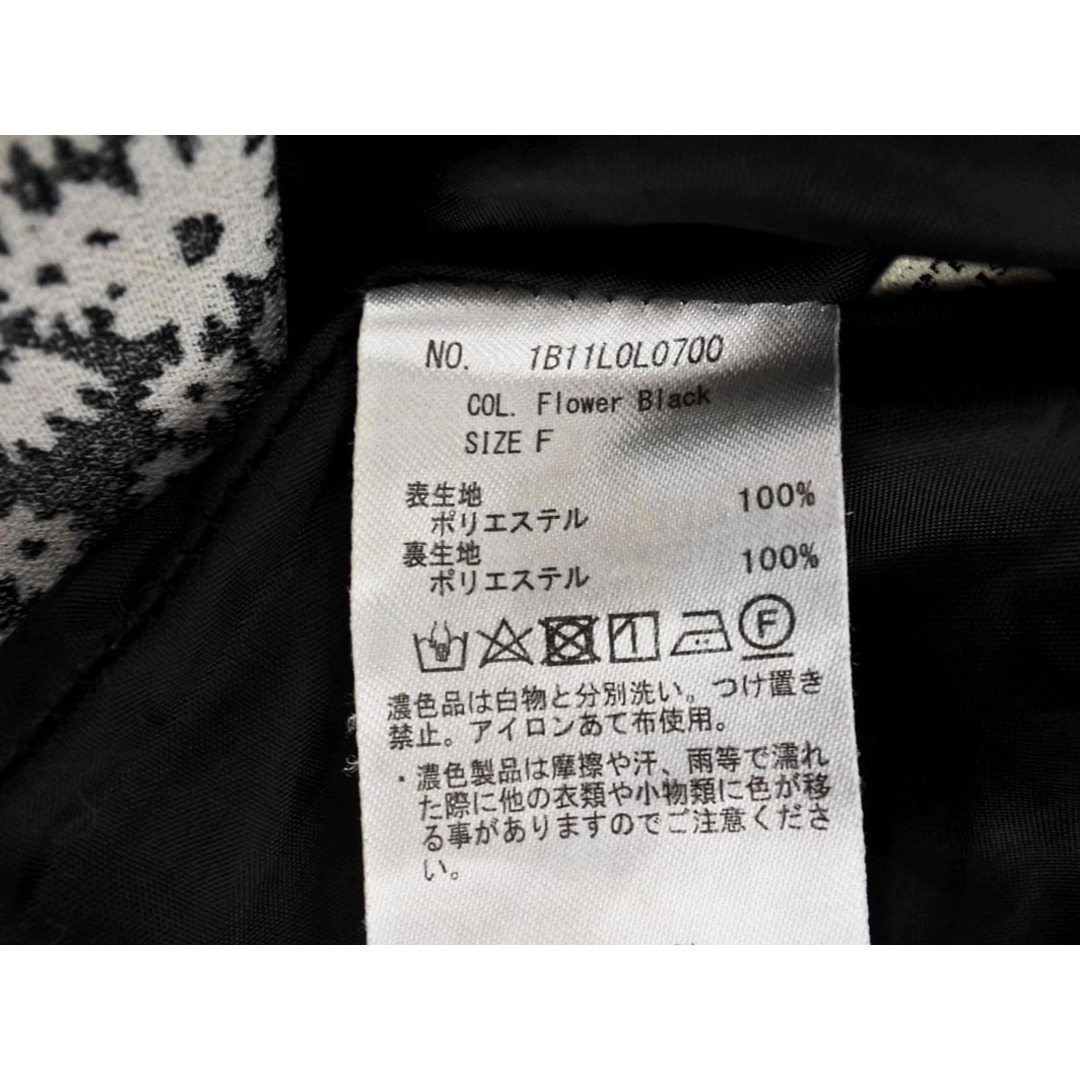 NO. 1B11L0L0700
COL. Flower Black
SIZE F
表生地
ポリエステル 100%
裏生地
ポリエステル 100%
F
濃色品は白物と分別洗い。つけ置き
禁止。アイロンあて布使用。
・濃色製品は摩擦や汗、雨等で濡れ
た際に他の衣類や小物類に色が移
る事がありますのでご注意くださ
い。